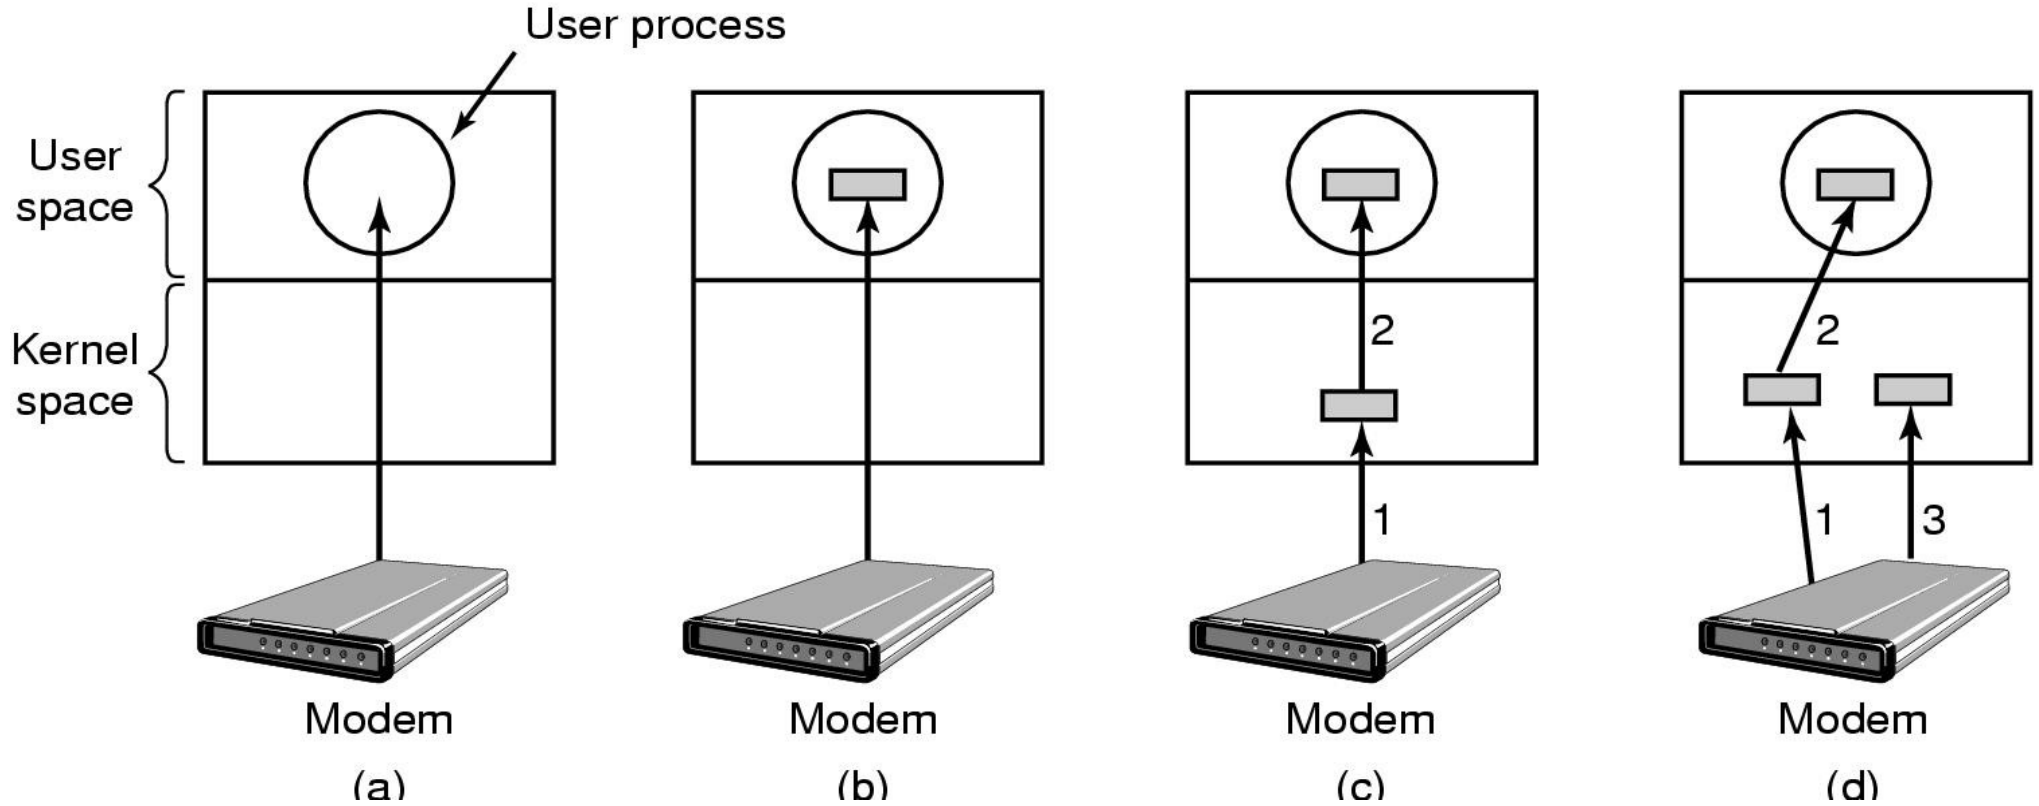 User process
User
space
Kernel
space
2
2
1
1
3
Modem
Modem
Modem
Modem
(a)
(b)
(c)
(d)